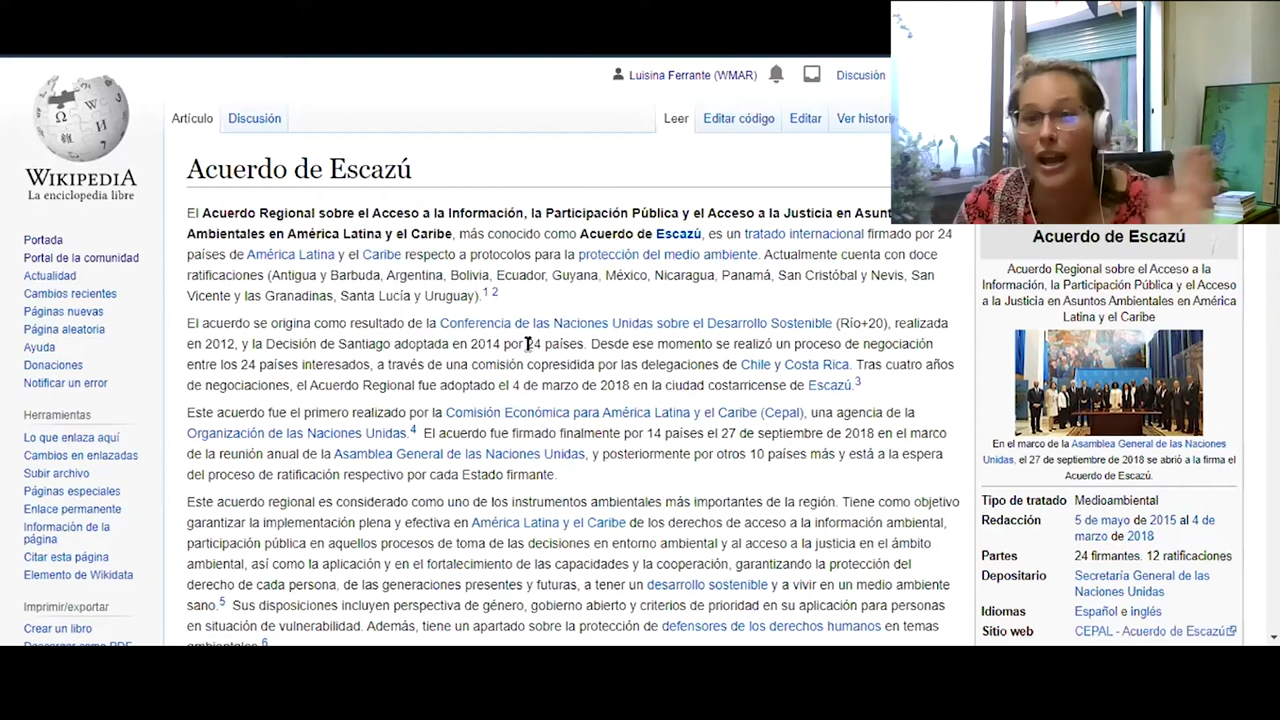 Luisina Ferrante (WMAR)
Discusión
WIKIPEDIA
La enciclopedia libre
Artículo
Discusión
Leer
Editar código
Editar
Ver histori
Acuerdo de Escazú
El Acuerdo Regional sobre el Acceso a la Información, la Participación Pública y el Acceso a la Justicia en Asunt
Ambientales en América Latina y el Caribe, más conocido como Acuerdo de Escazú, es un tratado internacional firmado por 24
países de América Latina y el Caribe respecto a protocolos para la protección del medio ambiente. Actualmente cuenta con doce
ratificaciones (Antigua y Barbuda, Argentina, Bolivia, Ecuador, Guyana, México, Nicaragua, Panamá, San Cristóbal y Nevis, San
Vicente y las Granadinas, Santa Lucía y Uruguay).1 2
El acuerdo se origina como resultado de la Conferencia de las Naciones Unidas sobre el Desarrollo Sostenible (Río+20), realizada
en 2012, y la Decisión de Santiago adoptada en 2014 por 24 países. Desde ese momento se realizó un proceso de negociación
entre los 24 países interesados, a través de una comisión copresidida por las delegaciones de Chile y Costa Rica. Tras cuatro años
de negociaciones, el Acuerdo Regional fue adoptado el 4 de marzo de 2018 en la ciudad costarricense de Escazú.3
Este acuerdo fue el primero realizado por la Comisión Económica para América Latina y el Caribe (Cepal), una agencia de la
Organización de las Naciones Unidas.4 El acuerdo fue firmado finalmente por 14 países el 27 de septiembre de 2018 en el marco
de la reunión anual de la Asamblea General de las Naciones Unidas, y posteriormente por otros 10 países más y está a la espera
del proceso de ratificación respectivo por cada Estado firmante.
Este acuerdo regional es considerado como uno de los instrumentos ambientales más importantes de la región. Tiene como objetivo
garantizar la implementación plena y efectiva en América Latina y el Caribe de los derechos de acceso a la información ambiental,
participación pública en aquellos procesos de toma de las decisiones en entorno ambiental y al acceso a la justicia en el ámbito
ambiental, así como la aplicación y en el fortalecimiento de las capacidades y la cooperación, garantizando la protección del
derecho de cada persona, de las generaciones presentes y futuras, a tener un desarrollo sostenible y a vivir en un medio ambiente
sano.5 Sus disposiciones incluyen perspectiva de género, gobierno abierto y criterios de prioridad en su aplicación para personas
en situación de vulnerabilidad. Además, tiene un apartado sobre la protección de defensores de los derechos humanos en temas
ambientales.6
Portada
Portal de la comunidad
Actualidad
Cambios recientes
Páginas nuevas
Página aleatoria
Ayuda
Donaciones
Notificar un error
Herramientas
Lo que enlaza aquí
Cambios en enlazadas
Subir archivo
Páginas especiales
Enlace permanente
Información de la
página
Citar esta página
Elemento de Wikidata
Imprimir/exportar
Crear un libro
Descargar como PDF
Acuerdo de Escazú
Acuerdo Regional sobre el Acceso a la
Información, la Participación Pública y el Acceso
a la Justicia en Asuntos Ambientales en América
Latina y el Caribe
En el marco de la Asamblea General de las Naciones
Unidas, el 27 de septiembre de 2018 se abrió a la firma el
Acuerdo de Escazú.
Tipo de tratado Medioambiental
Redacción 5 de mayo de 2015 al 4 de
marzo de 2018
Partes 24 firmantes. 12 ratificaciones
Depositario Secretaría General de las
Naciones Unidas
Idiomas Español e inglés
Sitio web CEPAL - Acuerdo de Escazú